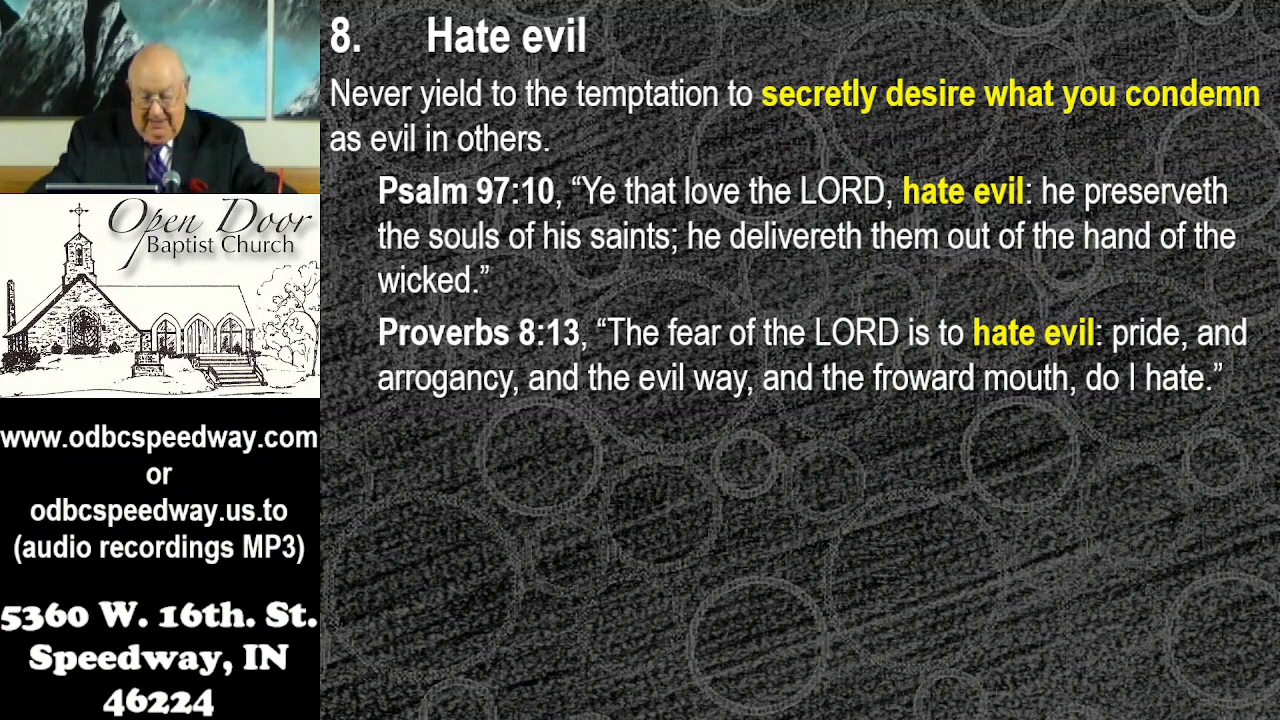 8. Hate evil
Never yield to the temptation to secretly desire what you condemn
as evil in others.
Psalm 97:10, “Ye that love the LORD, hate evil: he preserveth
the souls of his saints; he delivereth them out of the hand of the
wicked.”
Proverbs 8:13, “The fear of the LORD is to hate evil: pride, and
arrogancy, and the evil way, and the froward mouth, do I hate.”
Open Door
Baptist Church
www.odbcspeedway.com
or
odbcspeedway.us.to
(audio recordings MP3)
5360 W. 16th. St.
Speedway, IN
46224